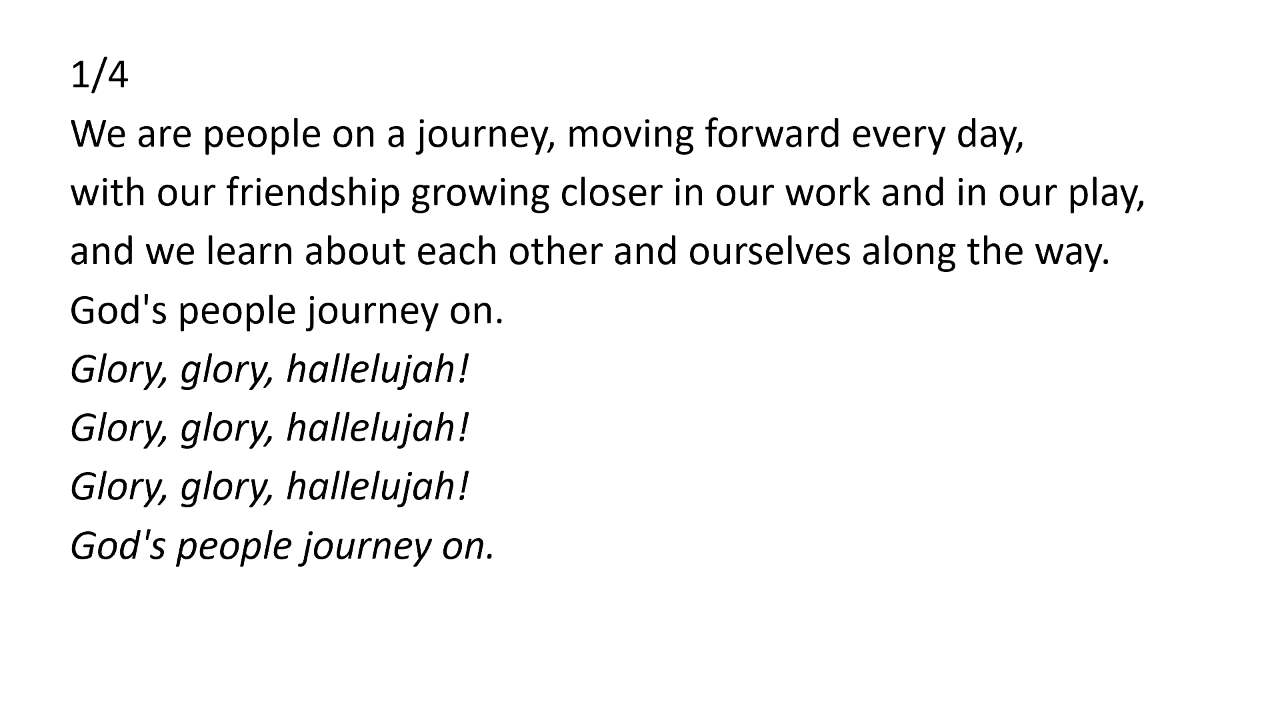 1/4
We are people on a journey, moving forward every day,
with our friendship growing closer in our work and in our play,
and we learn about each other and ourselves along the way.
God's people journey on.
Glory, glory, hallelujah!
Glory, glory, hallelujah!
Glory, glory, hallelujah!
God's people journey on.